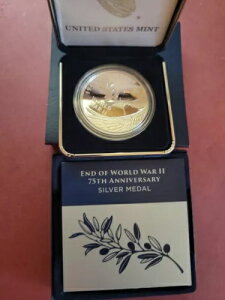 UNITED STATES MINT
END OF WORLD WAR II
75TH ANNIVERSARY
SILVER MEDAL